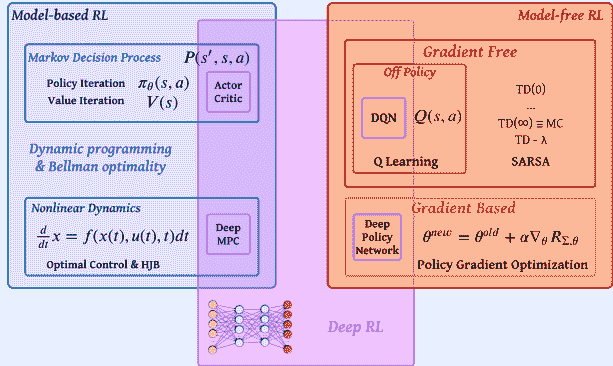 Model-based RL
Markov Decision Process
P(s′, s, a)
Policy Iteration
π_θ(s, a)
Value Iteration
V(s)
Actor
Critic
Dynamic programming
& Bellman optimality
Nonlinear Dynamics
d/dt x = f(x(t), u(t), t)dt
Optimal Control & HJB
Deep
MPC
Deep RL
Model-free RL
Gradient Free
Off Policy
DQN
Q(s, a)
Q Learning
TD(0)
...
TD(∞) ≡ MC
TD - λ
SARSA
Gradient Based
Deep
Policy
Network
θ^new = θ^old + α∇_θ R_Σ,θ
Policy Gradient Optimization